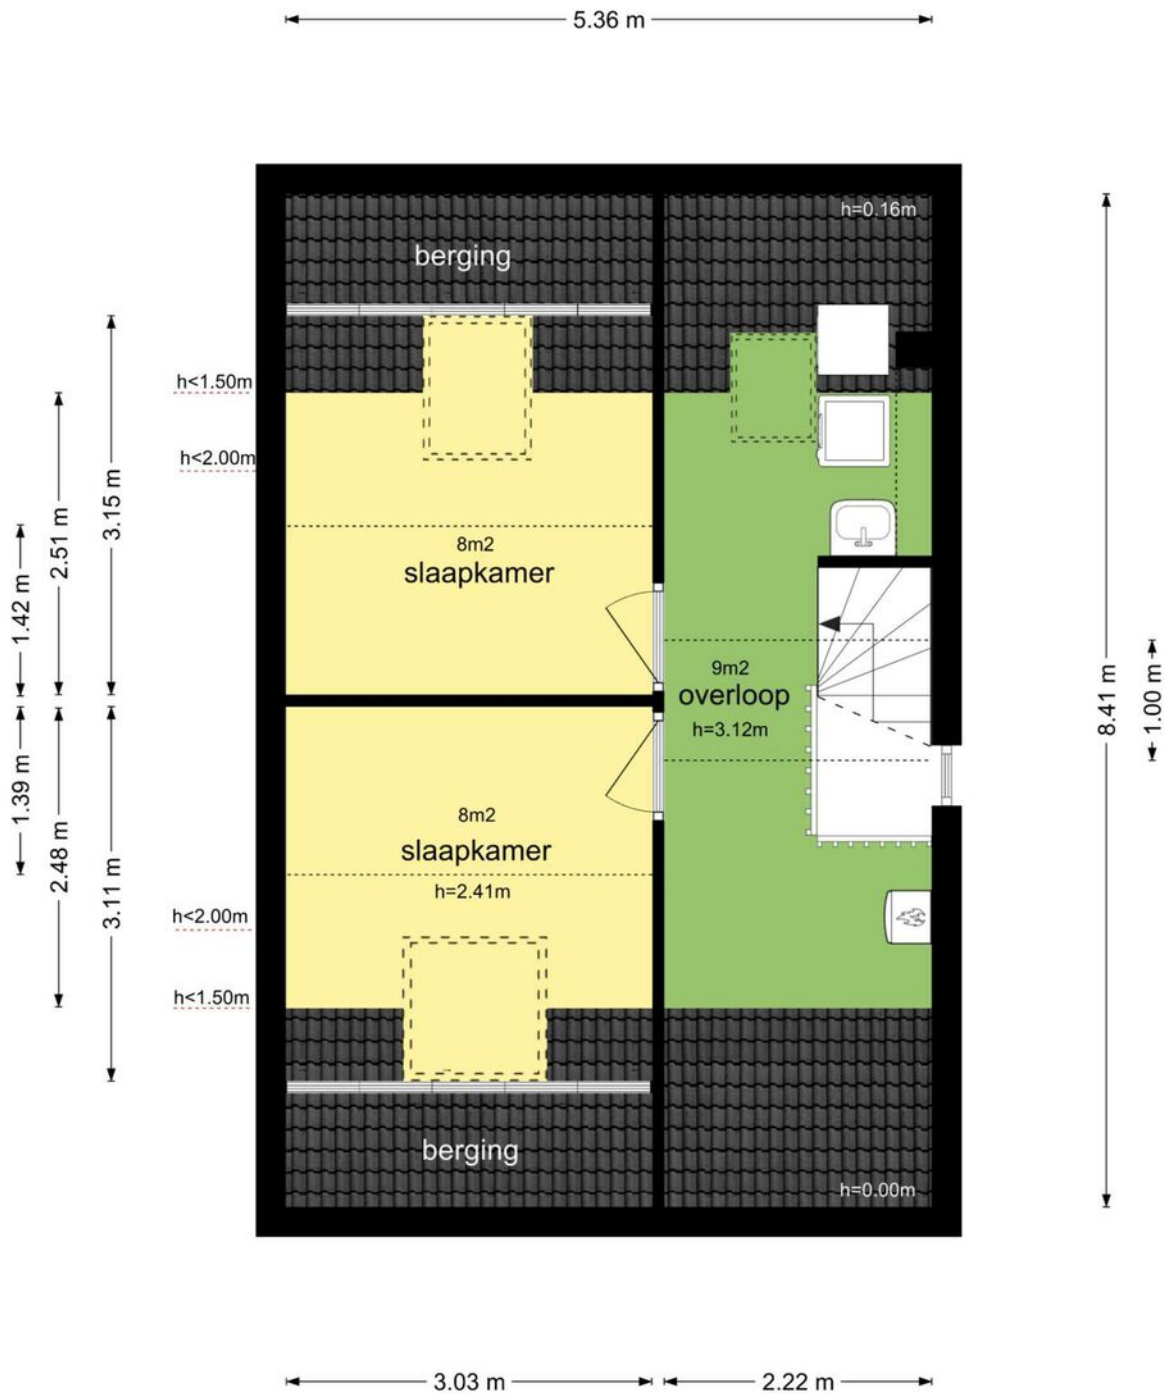 5.36 m
h=0.16m
berging
h<1.50m
h<2.00m
3.15 m
2.51 m
1.42 m
8m2
slaapkamer
9m2
overloop
h=3.12m
8.41 m
1.00 m
1.39 m
2.48 m
3.11 m
8m2
slaapkamer
h=2.41m
h<2.00m
h<1.50m
berging
h=0.00m
3.03 m
2.22 m